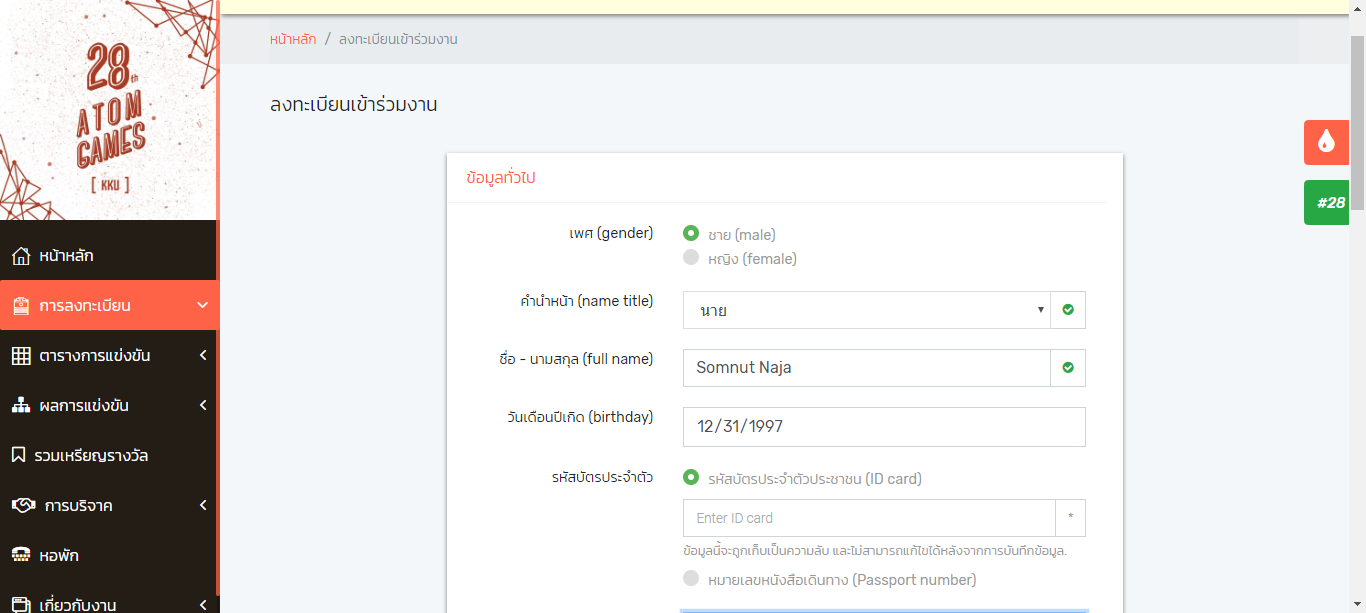 28th
ATOM
GAMES
[ KKU ]
หน้าหลัก
การลงทะเบียน
ตารางการแข่งขัน
ผลการแข่งขัน
รวมเหรียญรางวัล
การบริจาค
หอพัก
เกี่ยวกับงาน
หน้าหลัก / ลงทะเบียนเข้าร่วมงาน
ลงทะเบียนเข้าร่วมงาน
ข้อมูลทั่วไป
เพศ (gender)
ชาย (male)
หญิง (female)
คำนำหน้า (name title)
นาย
ชื่อ - นามสกุล (full name)
Somnut Naja
วันเดือนปีเกิด (birthday)
12/31/1997
รหัสบัตรประจำตัว
รหัสบัตรประจำตัวประชาชน (ID card)
Enter ID card *
ข้อมูลนี้จะถูกเก็บเป็นความลับ และไม่สามารถแก้ไขได้หลังจากการบันทึกข้อมูล.
หมายเลขหนังสือเดินทาง (Passport number)
#28